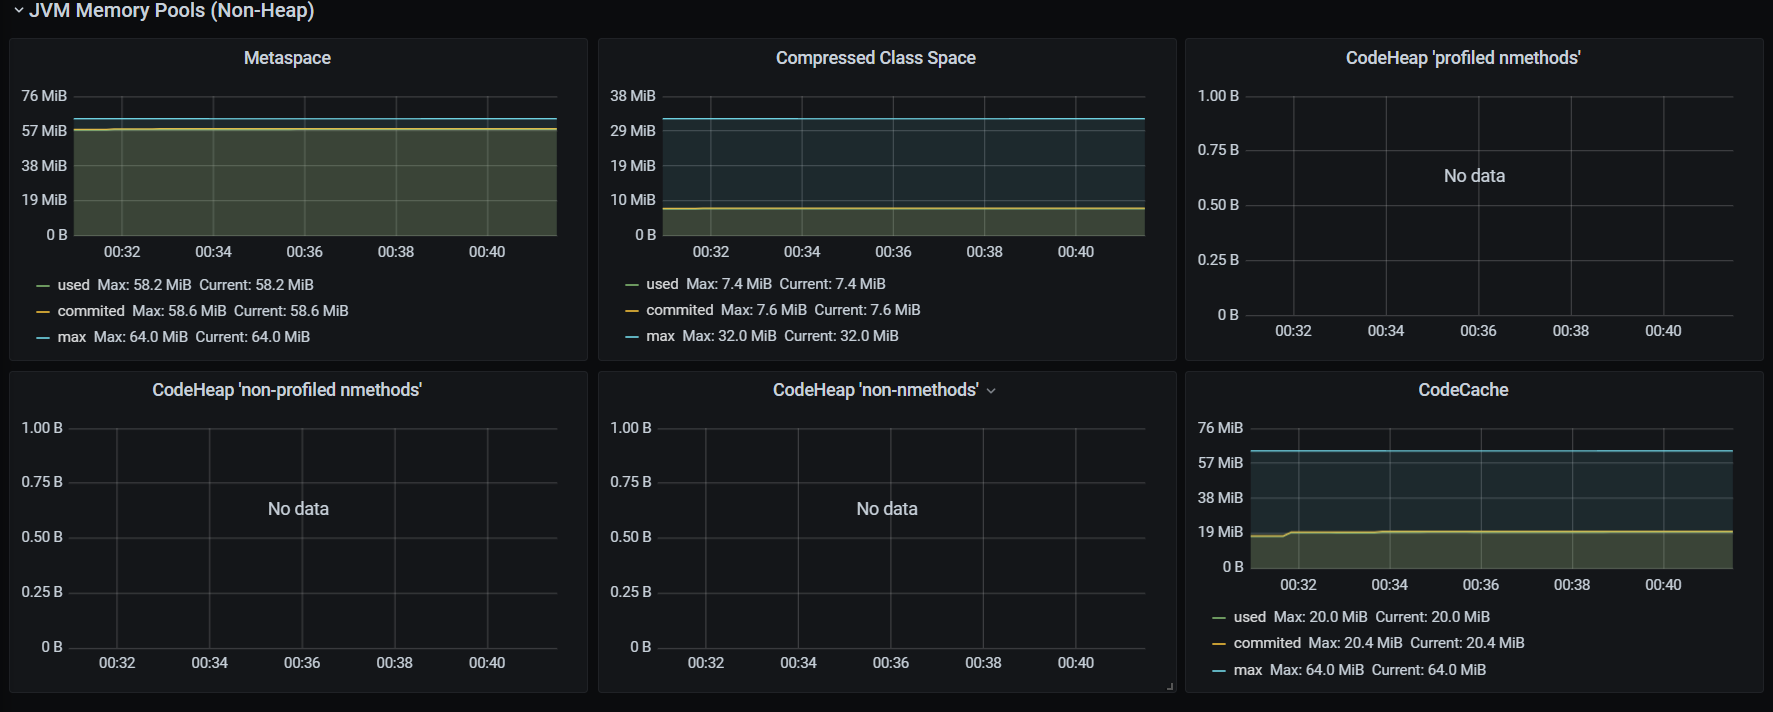 JVM Memory Pools (Non-Heap)
Metaspace
76 MiB
57 MiB
38 MiB
19 MiB
0 B
00:32 00:34 00:36 00:38 00:40
used Max: 58.2 MiB Current: 58.2 MiB
commited Max: 58.6 MiB Current: 58.6 MiB
max Max: 64.0 MiB Current: 64.0 MiB
Compressed Class Space
38 MiB
29 MiB
19 MiB
10 MiB
0 B
00:32 00:34 00:36 00:38 00:40
used Max: 7.4 MiB Current: 7.4 MiB
commited Max: 7.6 MiB Current: 7.6 MiB
max Max: 32.0 MiB Current: 32.0 MiB
CodeHeap 'profiled nmethods'
1.00 B
0.75 B
No data
0.50 B
0.25 B
0 B
00:32 00:34 00:36 00:38 00:40
CodeHeap 'non-profiled nmethods'
1.00 B
0.75 B
No data
0.50 B
0.25 B
0 B
00:32 00:34 00:36 00:38 00:40
CodeHeap 'non-nmethods'
1.00 B
0.75 B
No data
0.50 B
0.25 B
0 B
00:32 00:34 00:36 00:38 00:40
CodeCache
76 MiB
57 MiB
38 MiB
19 MiB
0 B
00:32 00:34 00:36 00:38 00:40
used Max: 20.0 MiB Current: 20.0 MiB
commited Max: 20.4 MiB Current: 20.4 MiB
max Max: 64.0 MiB Current: 64.0 MiB